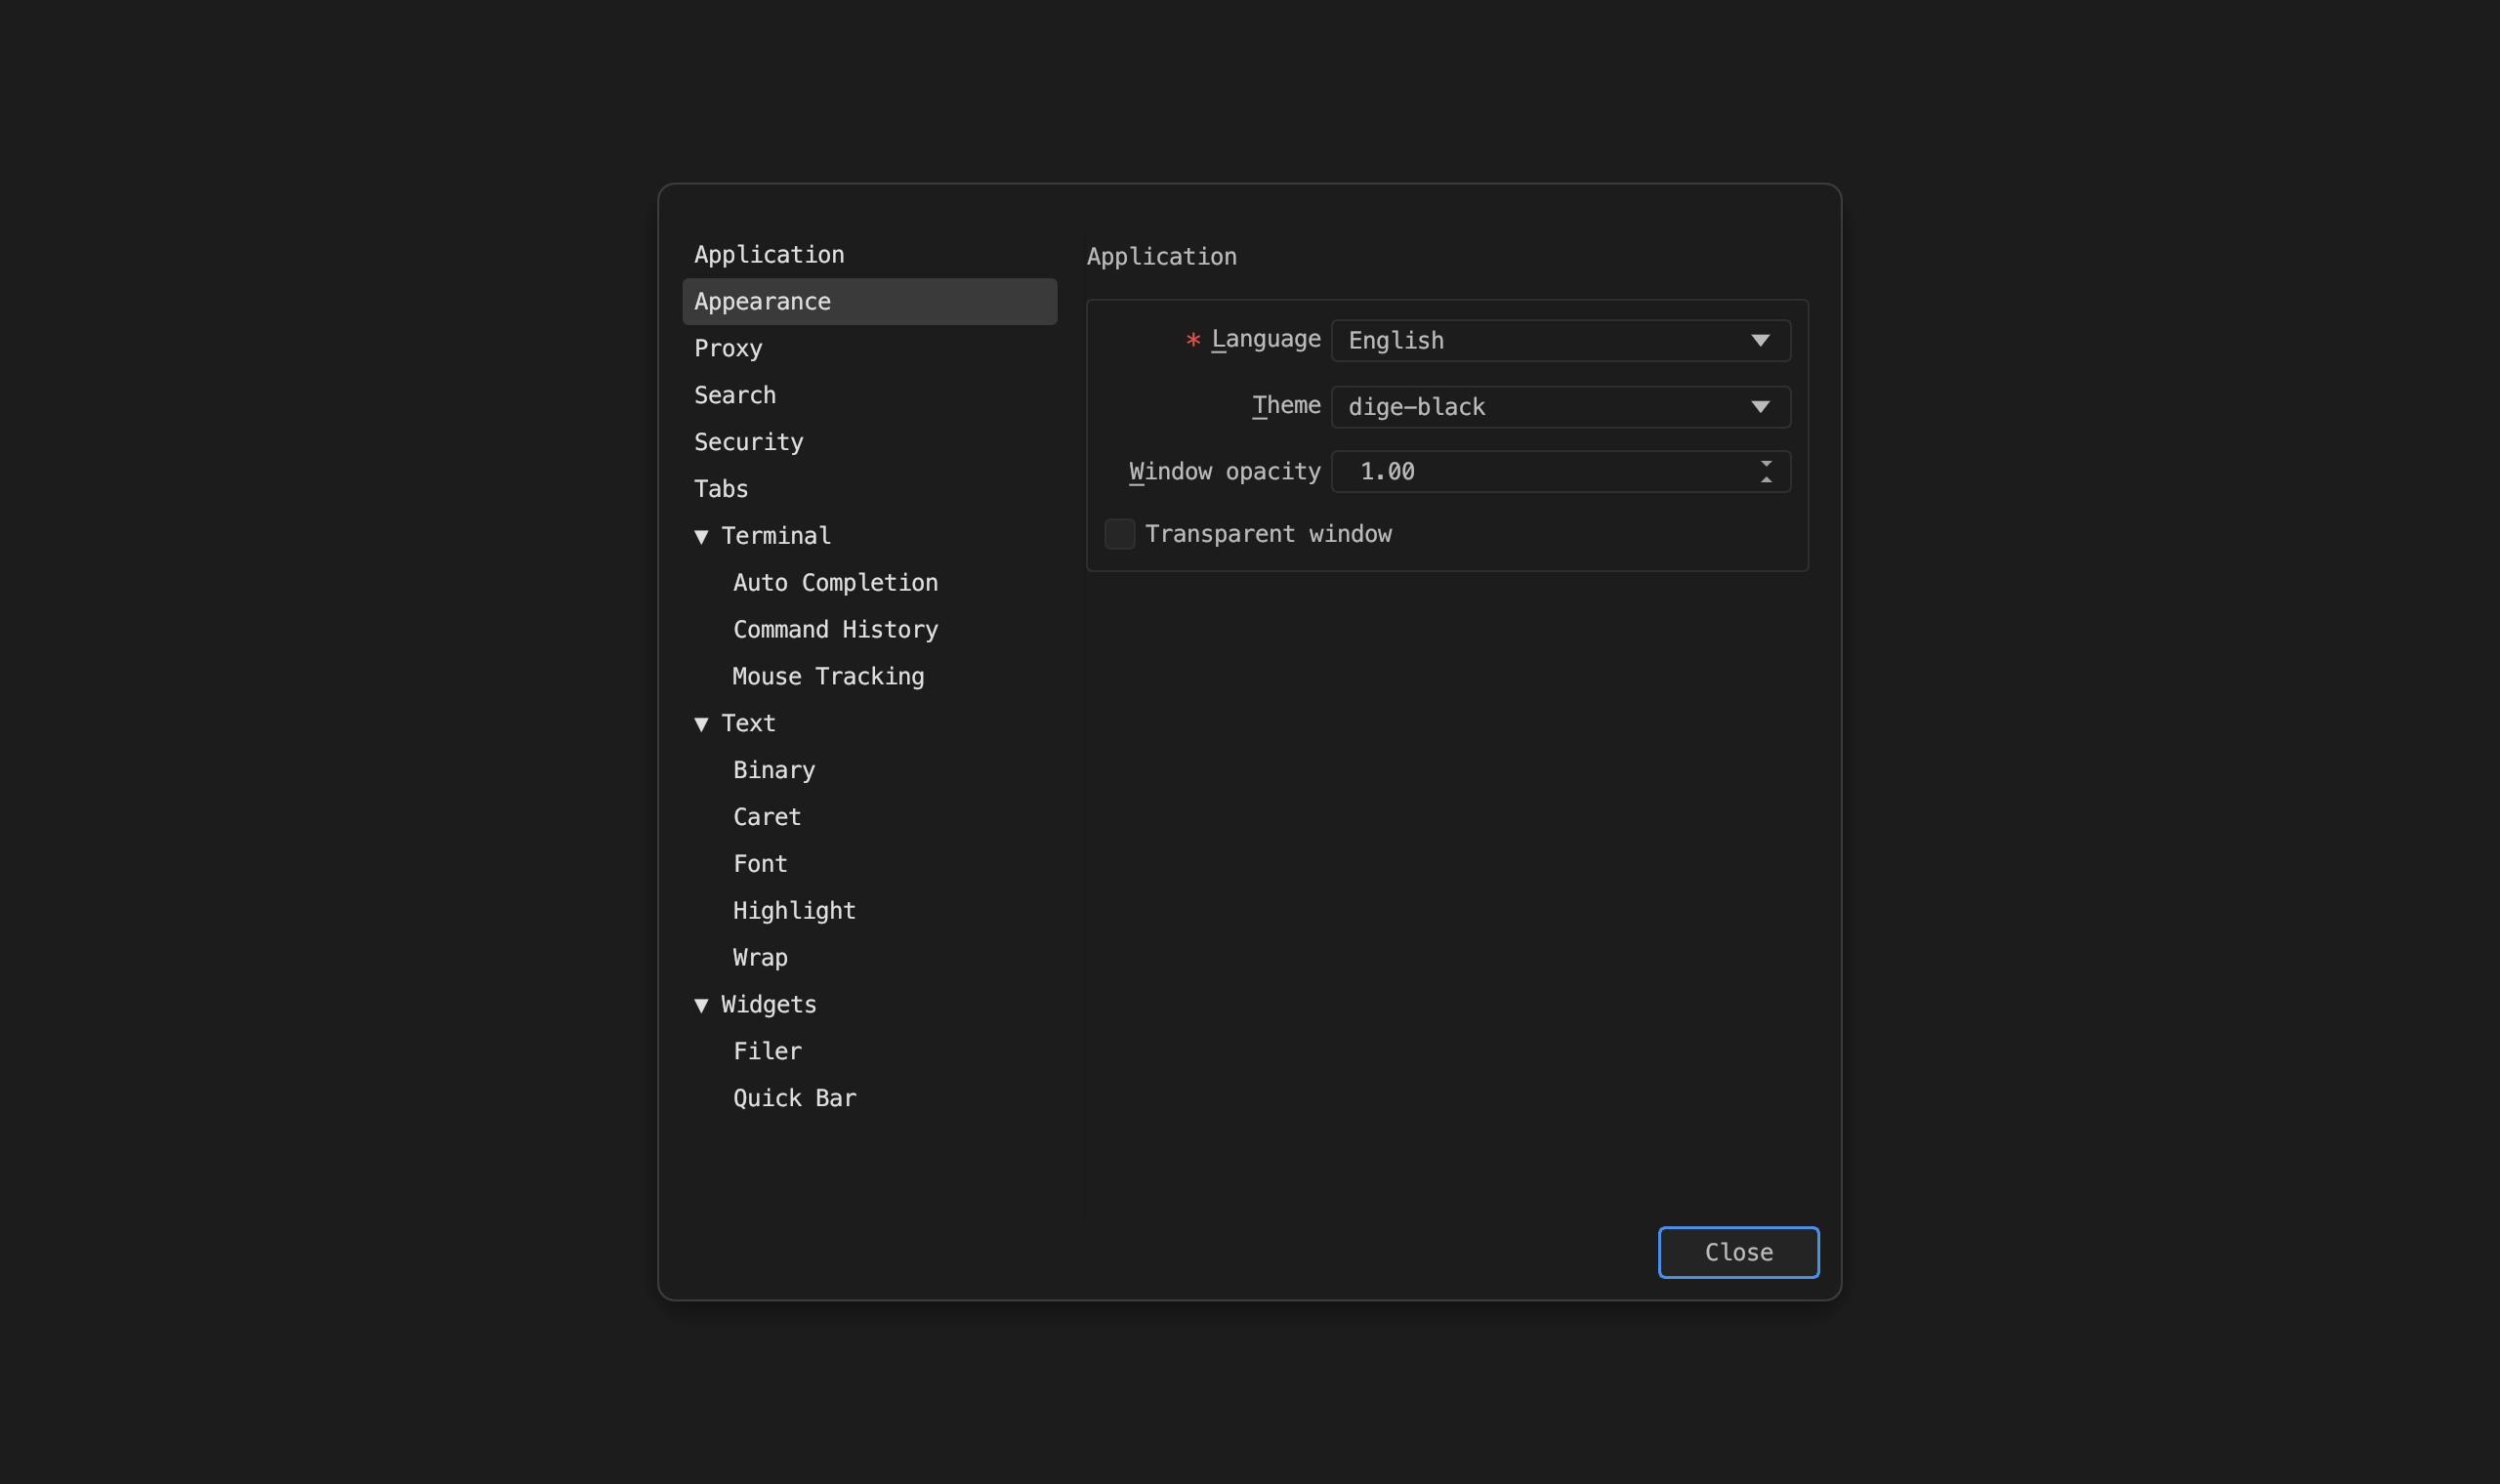 Application
Appearance
Proxy
Search
Security
Tabs
▼ Terminal
Auto Completion
Command History
Mouse Tracking
▼ Text
Binary
Caret
Font
Highlight
Wrap
▼ Widgets
Filer
Quick Bar
Application
* Language English
Theme dige-black
Window opacity 1.00
Transparent window
Close